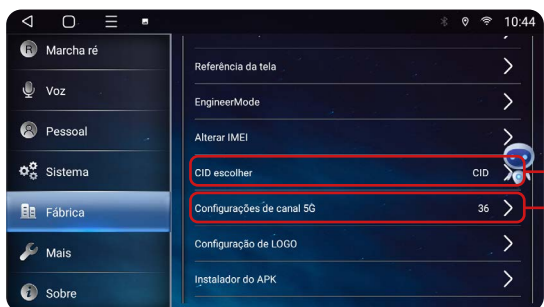 10:44
R Marcha ré
Voz
Pessoal
Sistema
Fábrica
Mais
Sobre
Referência da tela
EngineerMode
Alterar IMEI
CID escolher CID
Configurações de canal 5G 36
Configuração de LOGO
Instalador do APK